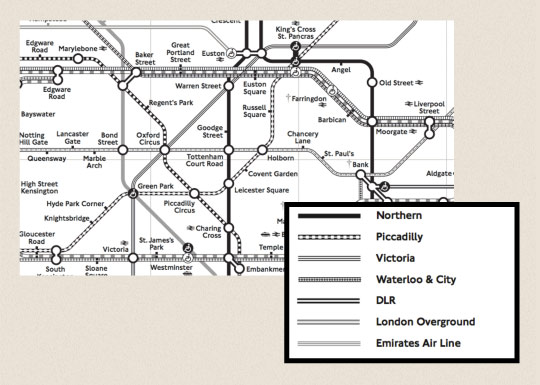 King's Cross
St. Pancras
Edgware
Road
Marylebone
Baker
Street
Great
Portland
Street
Euston
Angel
Warren Street
Euston
Square
Old Street
Edgware
Road
Regent's Park
Russell
Square
Farringdon
Liverpool
Street
Barbican
Bayswater
Moorgate
Notting
Hill Gate
Lancaster
Gate
Bond
Street
Oxford
Circus
Goodge
Street
Chancery
Lane
Queensway
Marble
Arch
Tottenham
Court Road
Holborn
St. Paul's
Bank
Covent Garden
Aldgate
High Street
Kensington
Green Park
Leicester Square
Hyde Park Corner
Piccadilly
Circus
Knightsbridge
Charing
Cross
Gloucester
Road
St. James's
Park
Victoria
Temple
South
Sloane
Square
Westminster
Northern
Piccadilly
Victoria
Waterloo & City
DLR
London Overground
Emirates Air Line